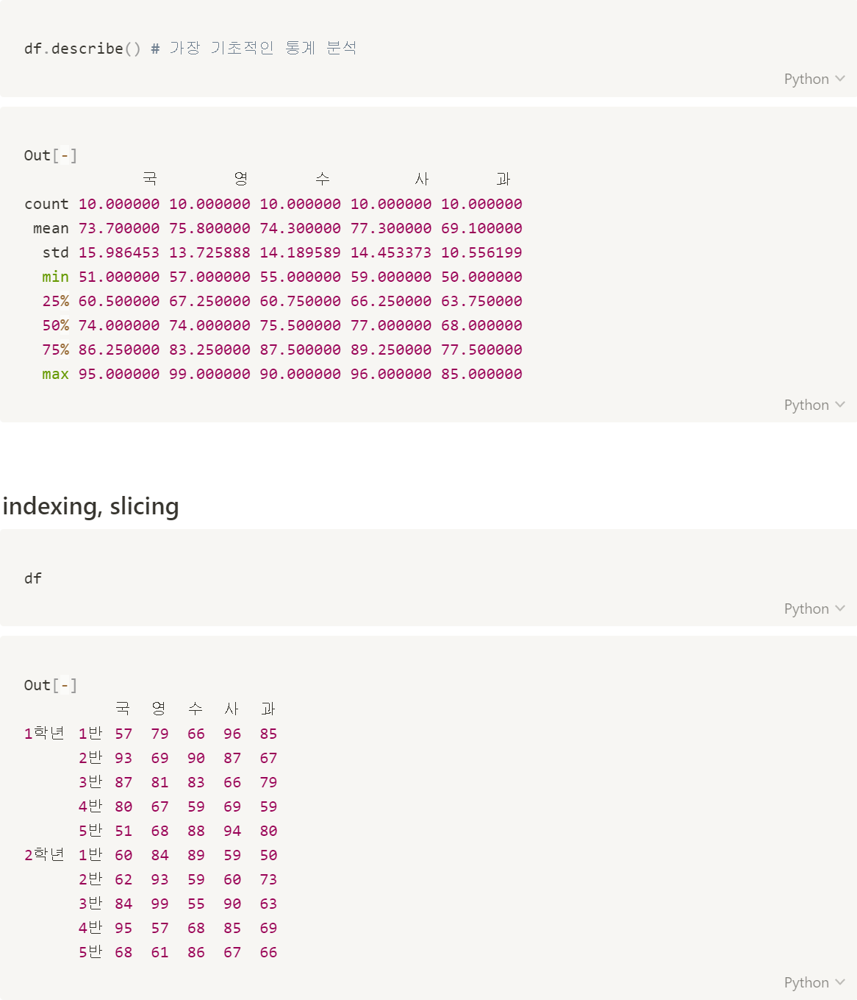 df.describe() # 가장 기초적인 통계 분석
Python
Out[-]
국 영 수 사 과
count 10.000000 10.000000 10.000000 10.000000 10.000000
mean 73.700000 75.800000 74.300000 77.300000 69.100000
std 15.986453 13.725888 14.189589 14.453373 10.556199
min 51.000000 57.000000 55.000000 59.000000 50.000000
25% 60.500000 67.250000 60.750000 66.250000 63.750000
50% 74.000000 74.000000 75.500000 77.000000 68.000000
75% 86.250000 83.250000 87.500000 89.250000 77.500000
max 95.000000 99.000000 90.000000 96.000000 85.000000
Python
indexing, slicing
df
Python
Out[-]
국 영 수 사 과
1학년 1반 57 79 66 96 85
2반 93 69 90 87 67
3반 87 81 83 66 79
4반 80 67 59 69 59
5반 51 68 88 94 80
2학년 1반 60 84 89 59 50
2반 62 93 59 60 73
3반 84 99 55 90 63
4반 95 57 68 85 69
5반 68 61 86 67 66
Python